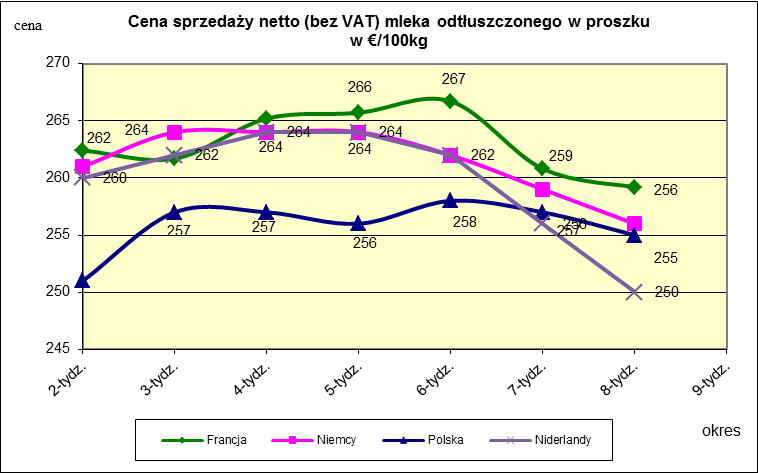 Cena sprzedaży netto (bez VAT) mleka odtłuszczonego w proszku
w €/100kg
cena
270
265
260
255
250
245
262
264
260
262
257
264
264
257
266
264
264
256
267
262
258
259
256
257
256
255
250
2-tydz.
3-tydz.
4-tydz.
5-tydz.
6-tydz.
7-tydz.
8-tydz.
9-tydz.
okres
Francja
Niemcy
Polska
Niderlandy